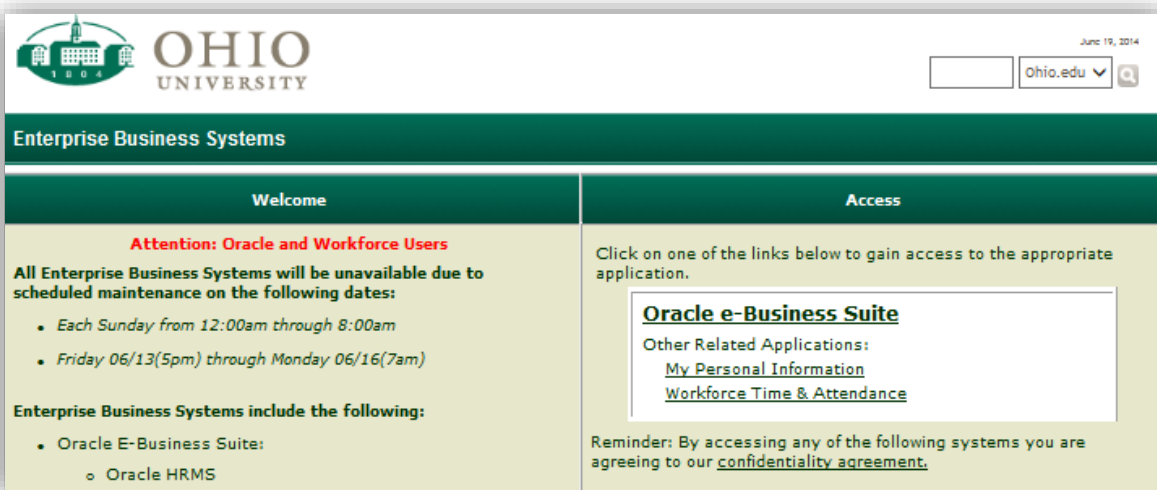 OHIO
UNIVERSITY
1804
June 19, 2014
Ohio.edu
Enterprise Business Systems
Welcome
Attention: Oracle and Workforce Users
All Enterprise Business Systems will be unavailable due to
scheduled maintenance on the following dates:
• Each Sunday from 12:00am through 8:00am
• Friday 06/13(5pm) through Monday 06/16(7am)
Enterprise Business Systems include the following:
• Oracle E-Business Suite:
o Oracle HRMS
Access
Click on one of the links below to gain access to the appropriate
application.
Oracle e-Business Suite
Other Related Applications:
My Personal Information
Workforce Time & Attendance
Reminder: By accessing any of the following systems you are
agreeing to our confidentiality agreement.